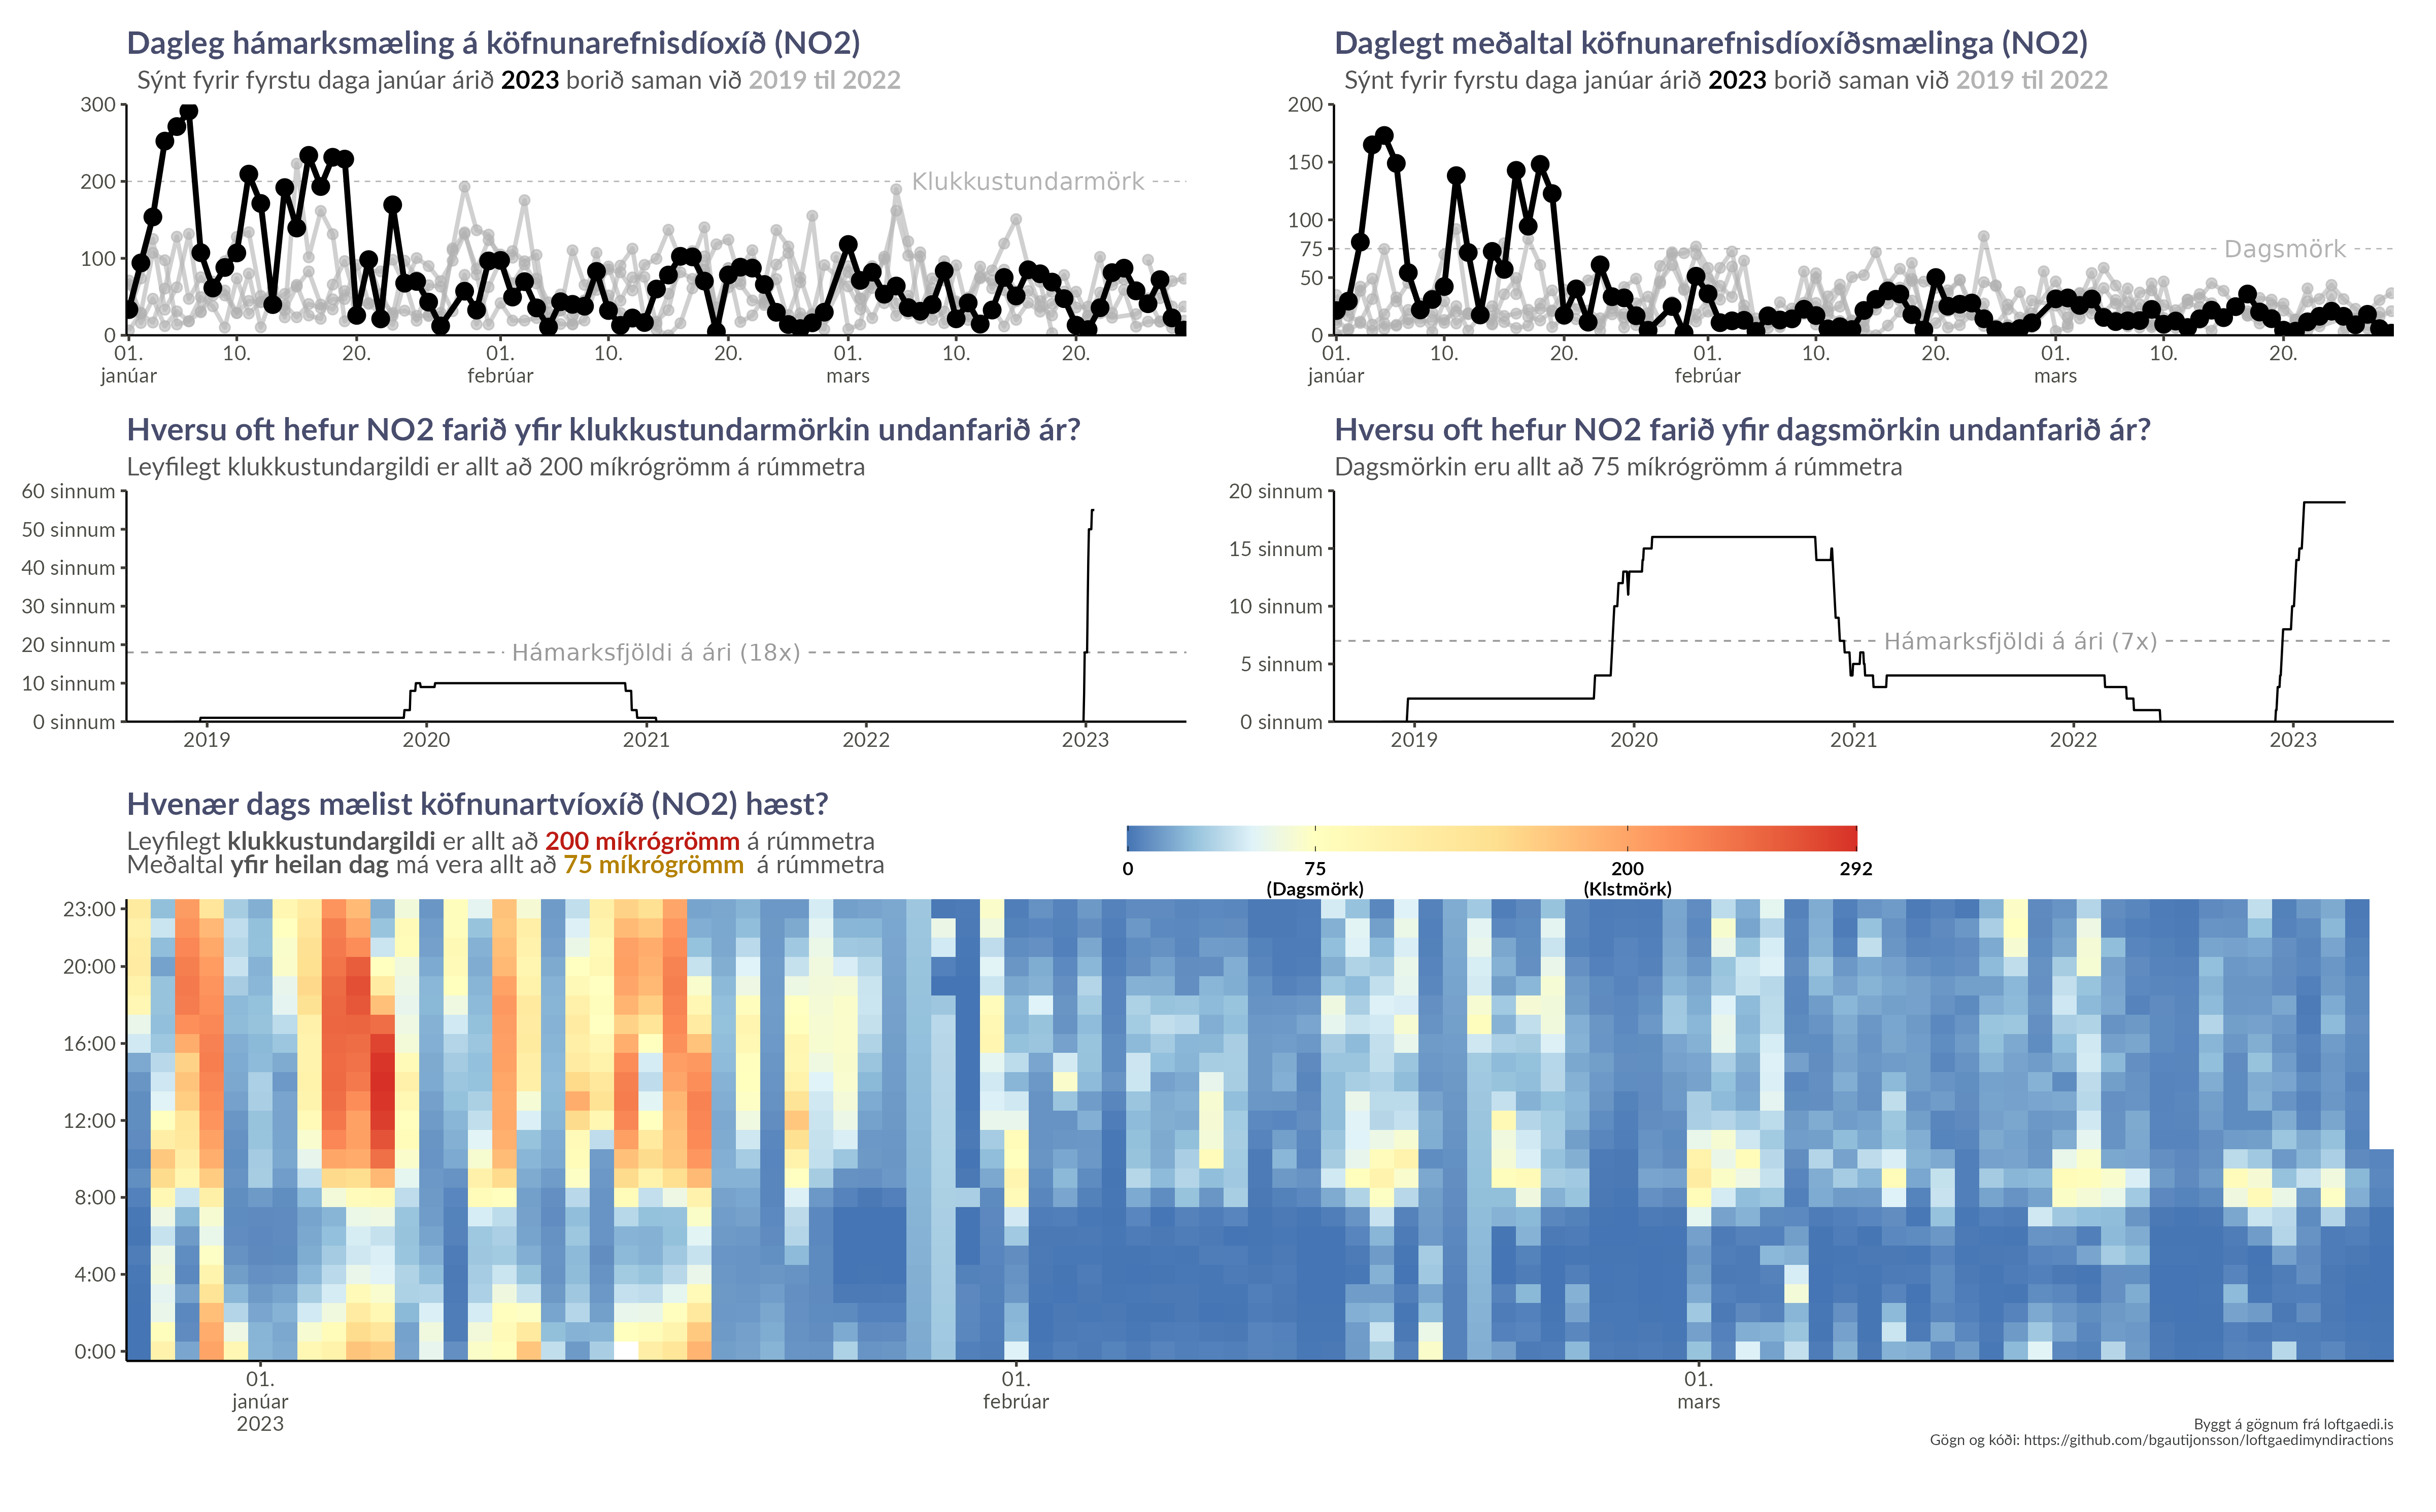 Dagleg hámarksmæling á köfnunarefnisdíoxíð (NO2)
Sýnt fyrir fyrstu daga janúar árið 2023 borið saman við 2019 til 2022
300
200
100
0
Klukkustundarmörk
01. 10. 20. 01. 10. 20. 01. 10. 20.
janúar febrúar mars
Daglegt meðaltal köfnunarefnisdíoxíðsmælinga (NO2)
Sýnt fyrir fyrstu daga janúar árið 2023 borið saman við 2019 til 2022
200
150
100
75
50
0
Dagsmörk
01. 10. 20. 01. 10. 20. 01. 10. 20.
janúar febrúar mars
Hversu oft hefur NO2 farið yfir klukkustundarmörkin undanfarið ár?
Leyfilegt klukkustundargildi er allt að 200 míkrógrömm á rúmmetra
60 sinnum
50 sinnum
40 sinnum
30 sinnum
20 sinnum
10 sinnum
0 sinnum
Hámarksfjöldi á ári (18x)
2019 2020 2021 2022 2023
Hversu oft hefur NO2 farið yfir dagsmörkin undanfarið ár?
Dagsmörkin eru allt að 75 míkrógrömm á rúmmetra
20 sinnum
15 sinnum
10 sinnum
5 sinnum
0 sinnum
Hámarksfjöldi á ári (7x)
2019 2020 2021 2022 2023
Hvenær dags mælist köfnunartvíoxíð (NO2) hæst?
Leyfilegt klukkustundargildi er allt að 200 míkrógrömm á rúmmetra
Meðaltal yfir heilan dag má vera allt að 75 míkrógrömm á rúmmetra
0 75 200 292
(Dagsmörk) (Klstmörk)
23:00
20:00
16:00
12:00
8:00
4:00
0:00
01. 01. 01.
janúar febrúar mars
2023
Byggt á gögnum frá loftgaedi.is
Gögn og kóði: https://github.com/bgautijonsson/loftgaedimyndiractions